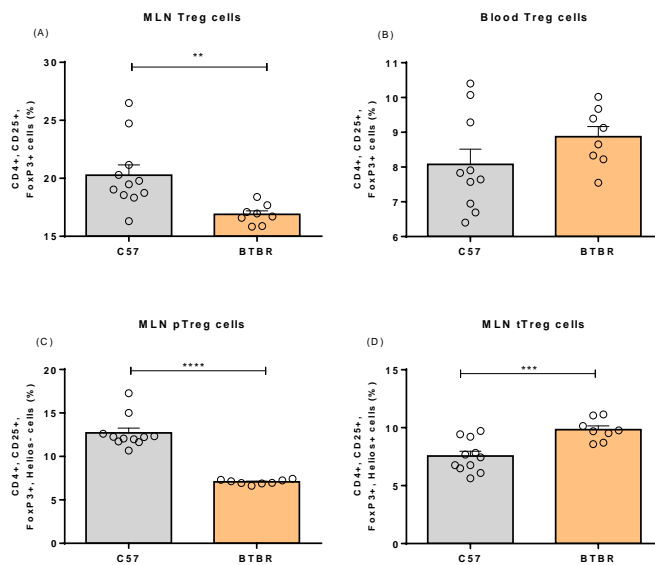 MLN Treg cells
(A)
**
CD4+, CD25+,
FoxP3+ cells (%)
30
25
20
15
C57
BTBR
Blood Treg cells
(B)
CD4+, CD25+,
FoxP3+ cells (%)
11
10
9
8
7
6
C57
BTBR
MLN pTreg cells
(C)
****
CD4+, CD25+,
FoxP3+, Helios- cells (%)
20
15
10
5
0
C57
BTBR
MLN tTreg cells
(D)
***
CD4+, CD25+,
FoxP3+, Helios+ cells (%)
15
10
5
0
C57
BTBR